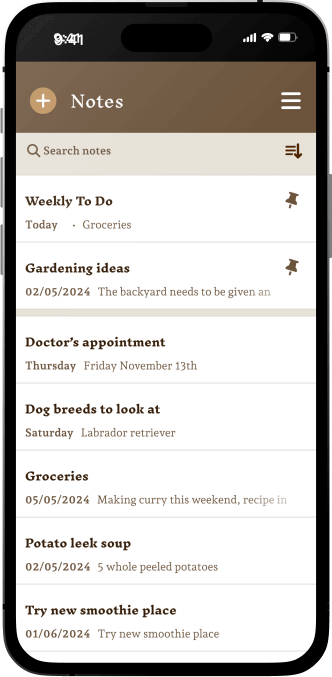 Notes
Search notes
Weekly To Do
Today · Groceries
Gardening ideas
02/05/2024 The backyard needs to be given an
Doctor's appointment
Thursday Friday November 13th
Dog breeds to look at
Saturday Labrador retriever
Groceries
05/05/2024 Making curry this weekend, recipe in
Potato leek soup
02/05/2024 5 whole peeled potatoes
Try new smoothie place
01/06/2024 Try new smoothie place